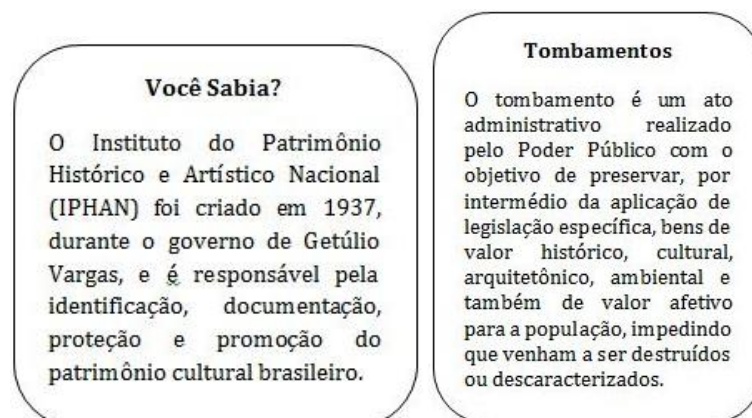 Você Sabia?
O Instituto do Patrimônio
Histórico e Artístico Nacional
(IPHAN) foi criado em 1937,
durante o governo de Getúlio
Vargas, e é responsável pela
identificação, documentação,
proteção e promoção do
patrimônio cultural brasileiro.
Tombamentos
O tombamento é um ato
administrativo realizado
pelo Poder Público com o
objetivo de preservar, por
intermédio da aplicação de
legislação específica, bens de
valor histórico, cultural,
arquitetônico, ambiental e
também de valor afetivo
para a população, impedindo
que venham a ser destruídos
ou descaracterizados.